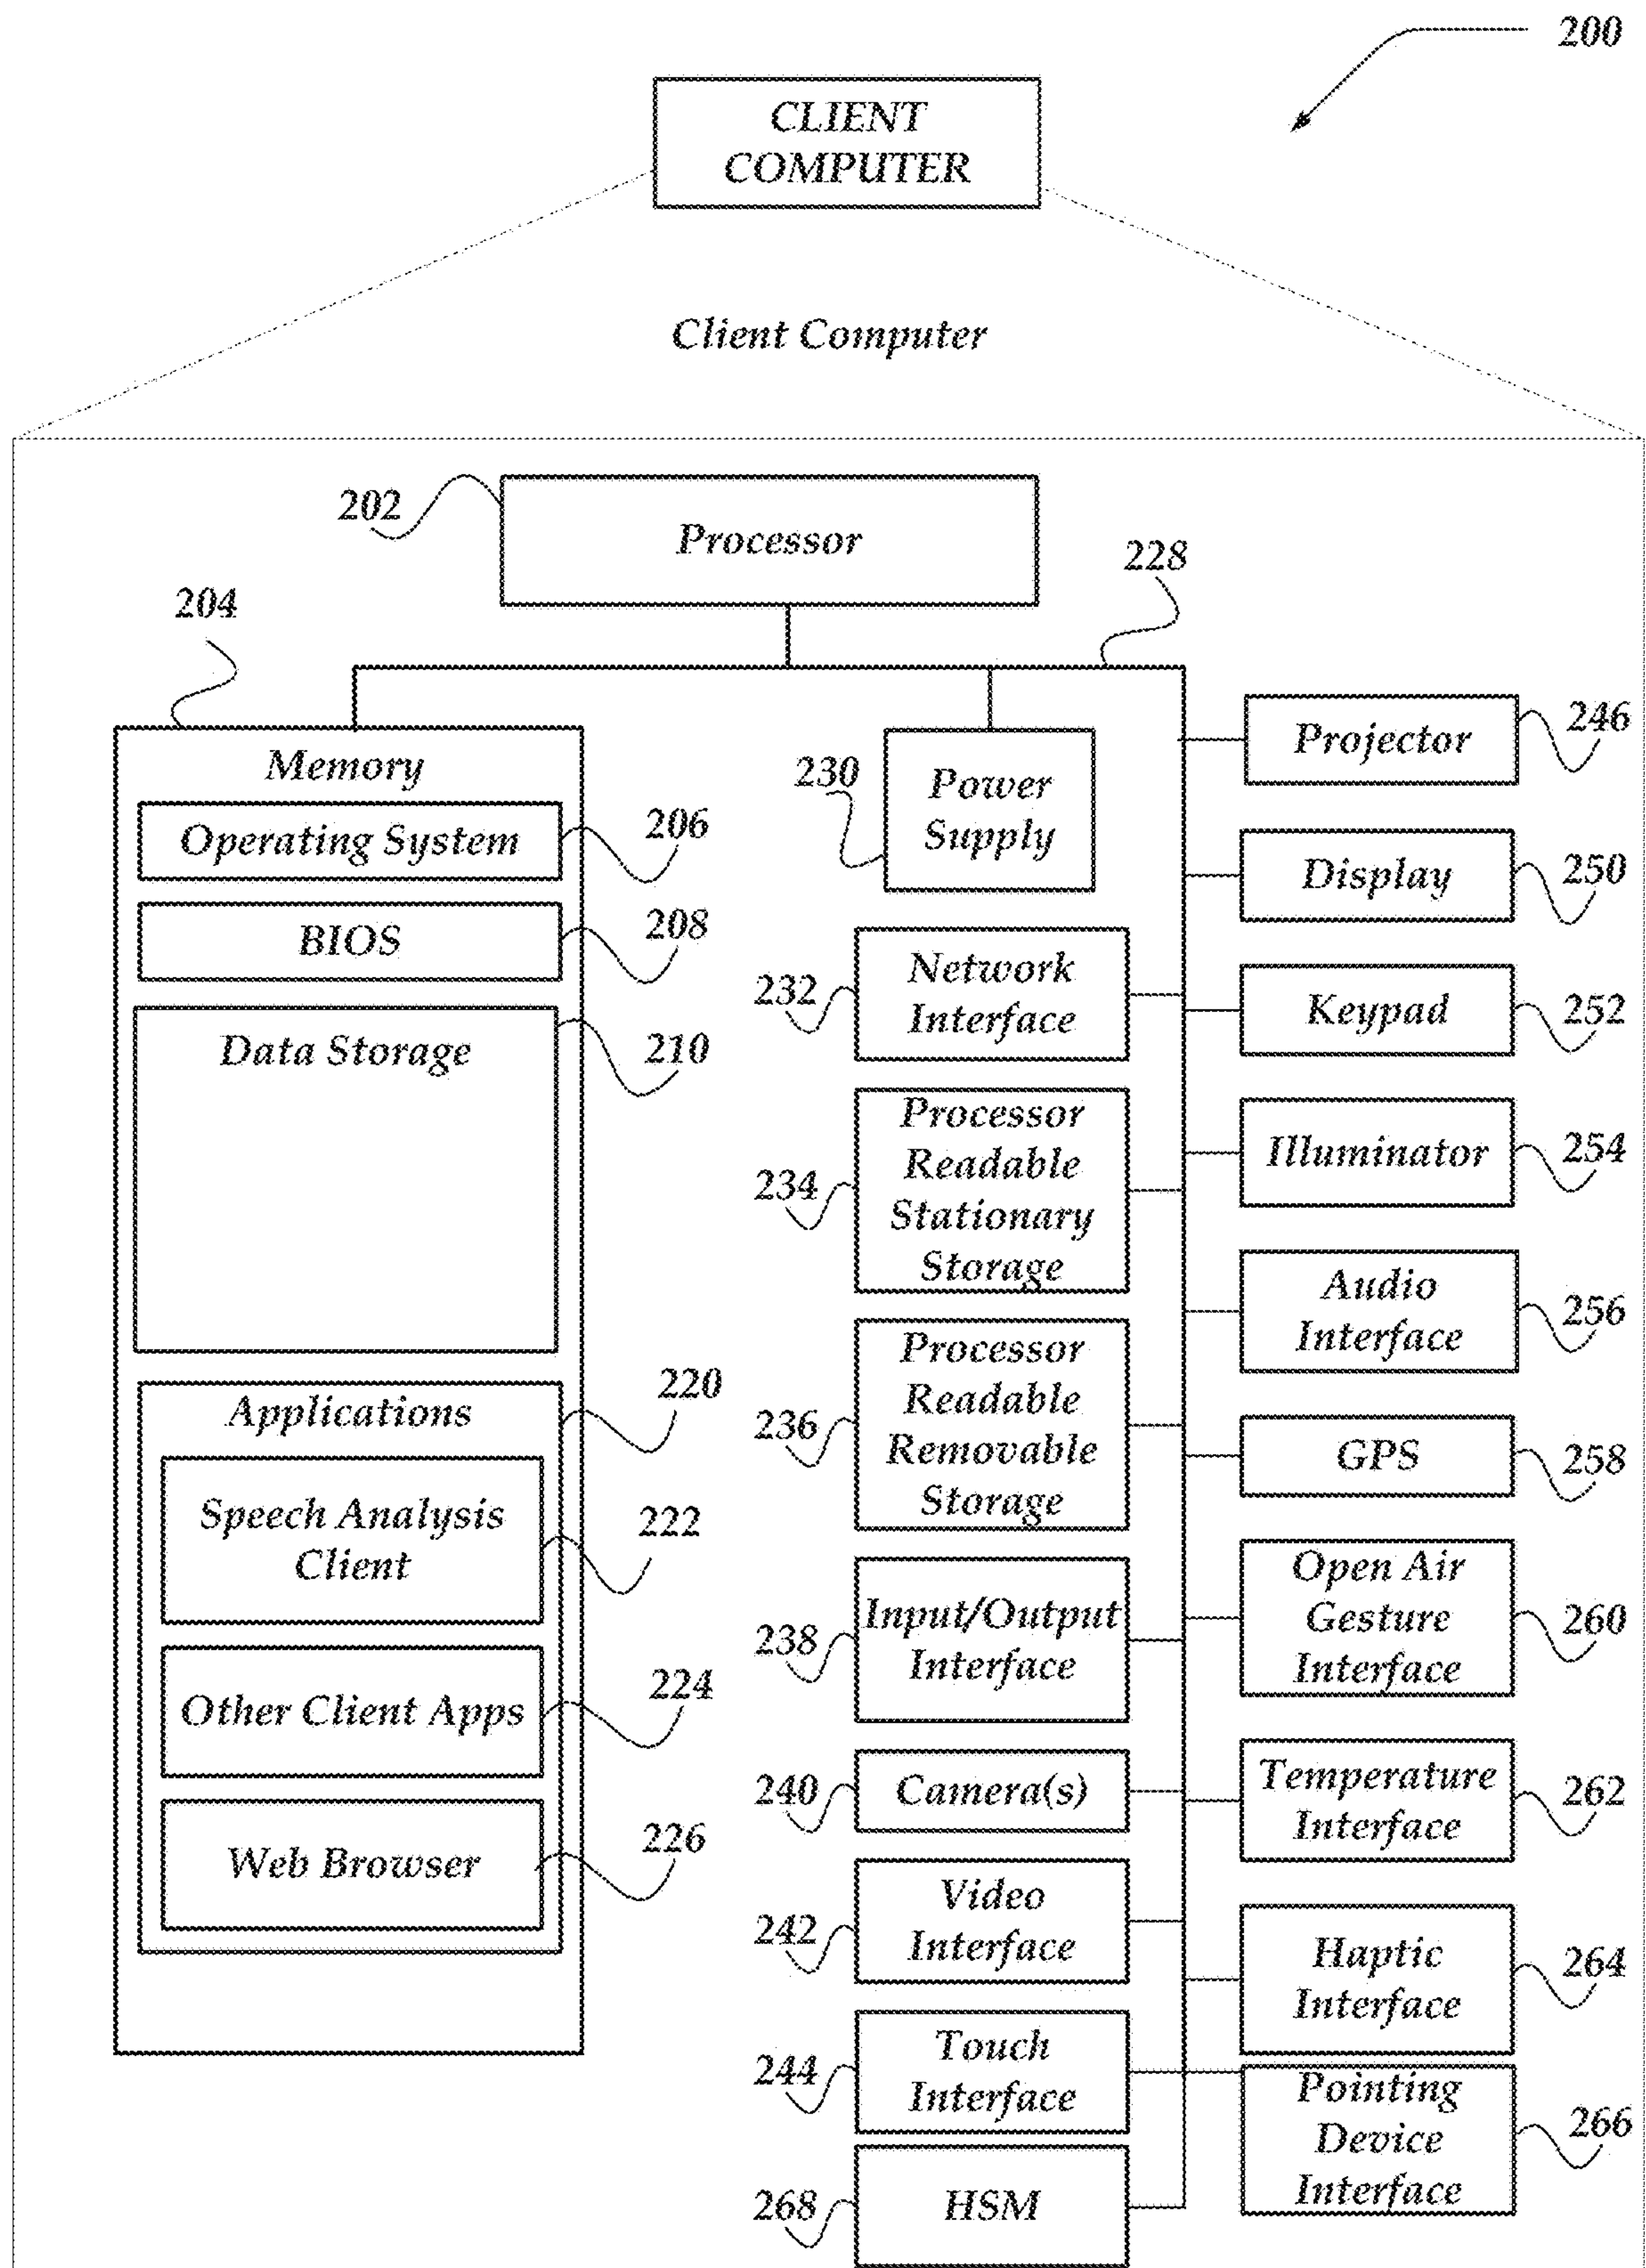 200
CLIENT
COMPUTER
Client Computer
202
Processor
228
204
Memory
Operating System
206
BIOS
208
Data Storage
210
Applications
220
Speech Analysis
Client
222
Other Client Apps
224
Web Browser
226
230
Power
Supply
232
Network
Interface
234
Processor
Readable
Stationary
Storage
236
Processor
Readable
Removable
Storage
238
Input/Output
Interface
240
Camera(s)
242
Video
Interface
244
Touch
Interface
268
HSM
Projector
246
Display
250
Keypad
252
Illuminator
254
Audio
Interface
256
GPS
258
Open Air
Gesture
Interface
260
Temperature
Interface
262
Haptic
Interface
264
Pointing
Device
Interface
266